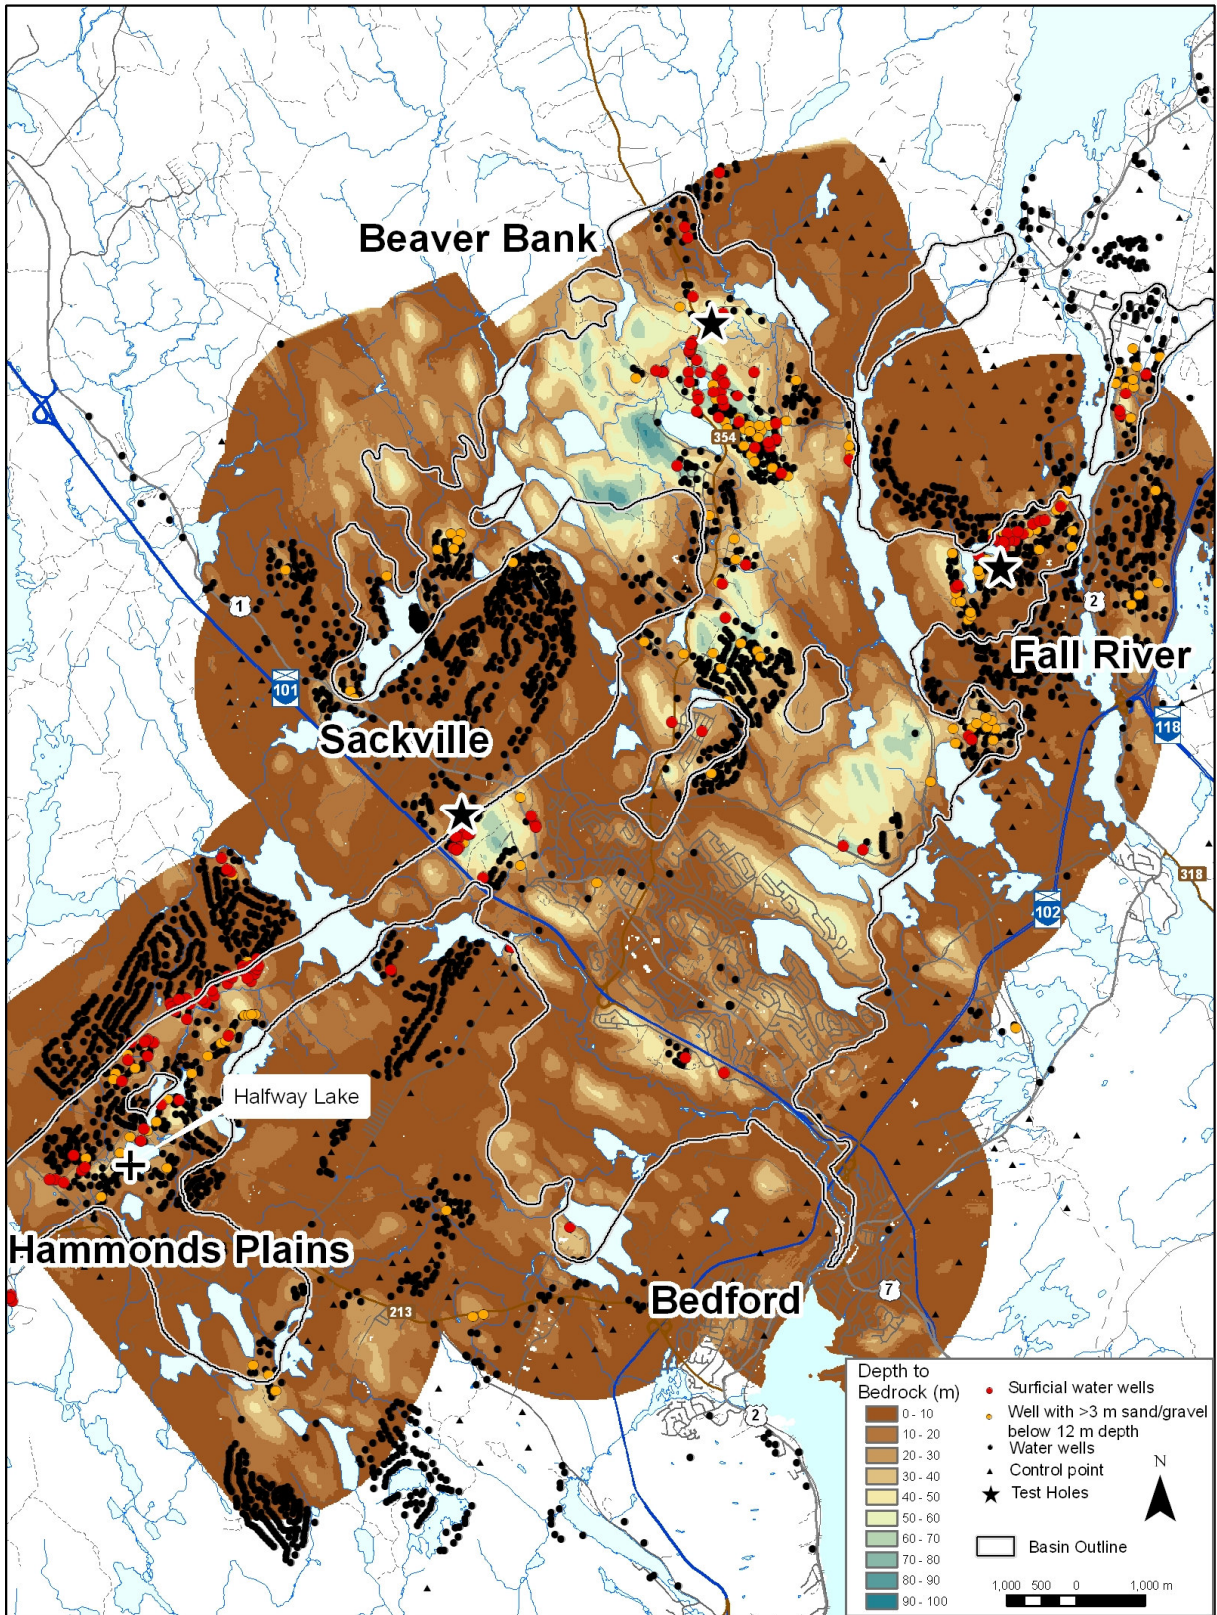 Beaver Bank
354
1
2
Fall River
101
118
Sackville
318
102
Halfway Lake
Hammonds Plains
Bedford
7
213
2
Depth to
Bedrock (m)
0 - 10
10 - 20
20 - 30
30 - 40
40 - 50
50 - 60
60 - 70
70 - 80
80 - 90
90 - 100
Surficial water wells
Well with >3 m sand/gravel
below 12 m depth
Water wells
Control point
Test Holes
N
Basin Outline
1,000 500 0 1,000 m